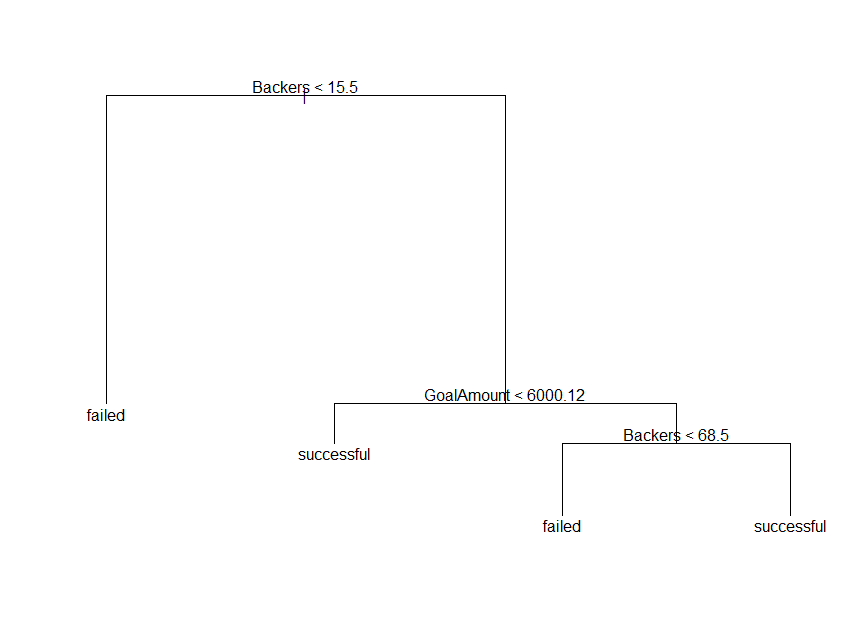 Backers < 15.5
failed
GoalAmount < 6000.12
successful
Backers < 68.5
failed
successful